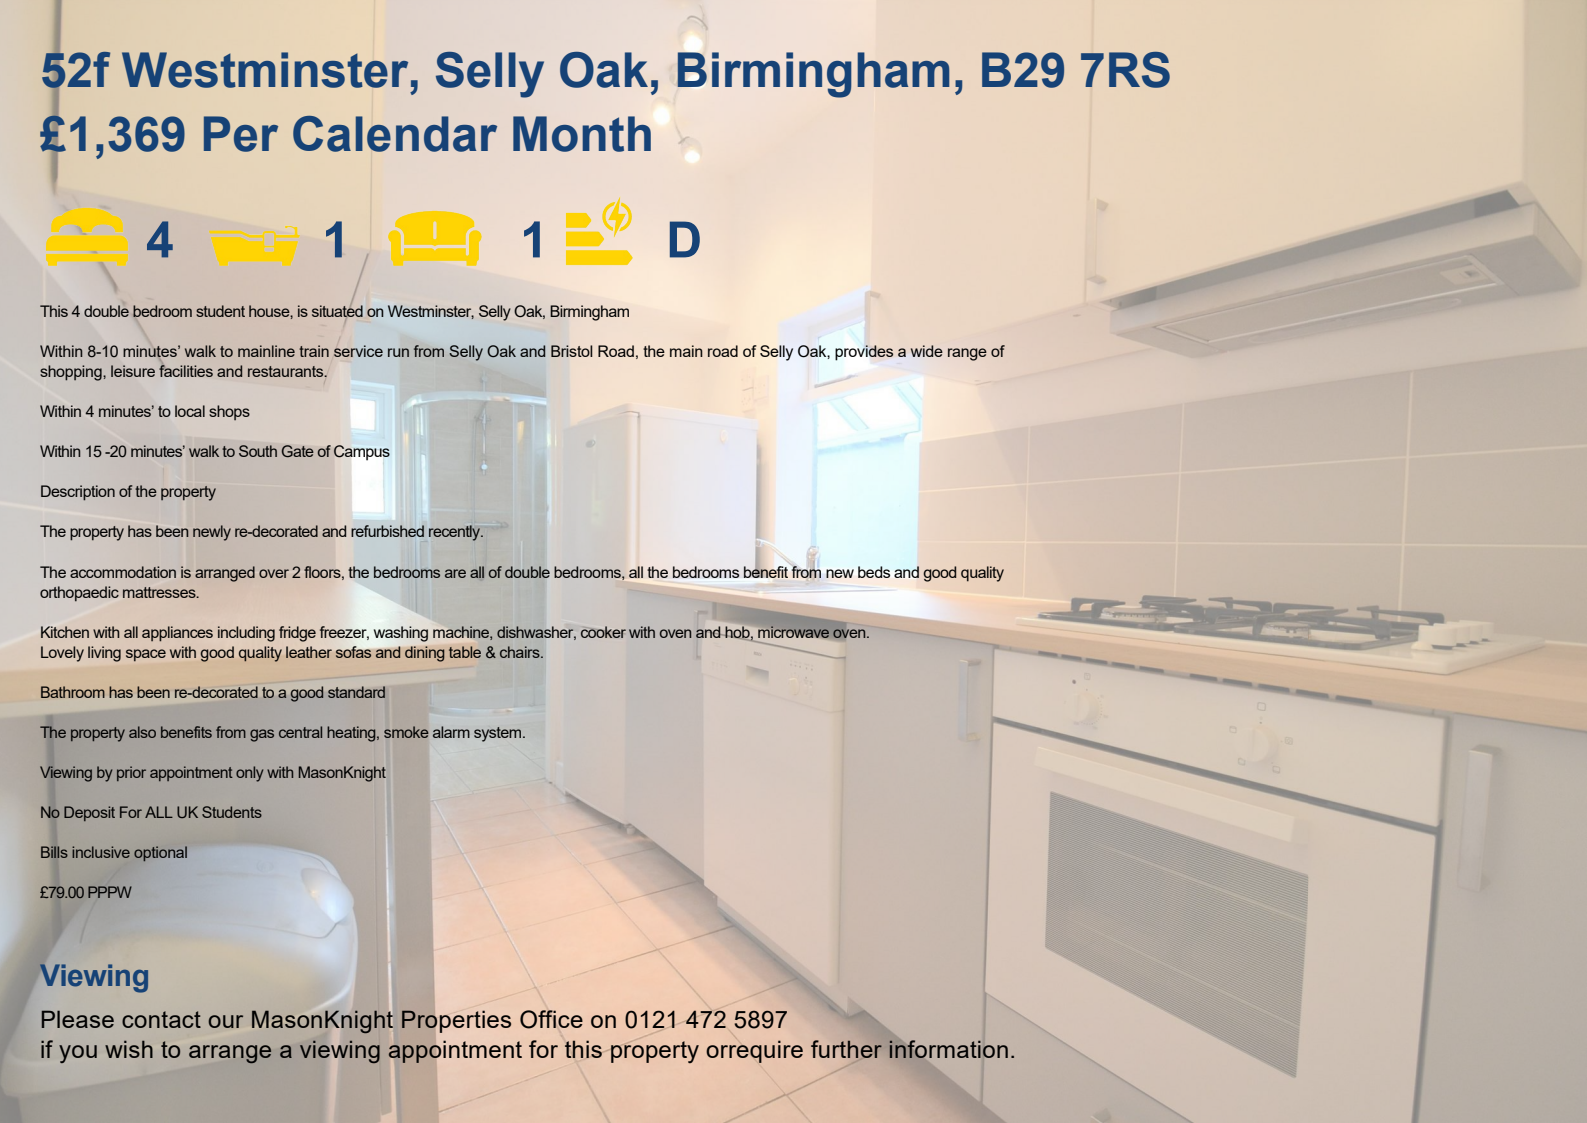 52f Westminster, Selly Oak, Birmingham, B29 7RS
£1,369 Per Calendar Month
4 1 1 D
This 4 double bedroom student house, is situated on Westminster, Selly Oak, Birmingham
Within 8-10 minutes’ walk to mainline train service run from Selly Oak and Bristol Road, the main road of Selly Oak, provides a wide range of
shopping, leisure facilities and restaurants.
Within 4 minutes’ to local shops
Within 15 -20 minutes’ walk to South Gate of Campus
Description of the property
The property has been newly re-decorated and refurbished recently.
The accommodation is arranged over 2 floors, the bedrooms are all of double bedrooms, all the bedrooms benefit from new beds and good quality
orthopaedic mattresses.
Kitchen with all appliances including fridge freezer, washing machine, dishwasher, cooker with oven and hob, microwave oven.
Lovely living space with good quality leather sofas and dining table & chairs.
Bathroom has been re-decorated to a good standard
The property also benefits from gas central heating, smoke alarm system.
Viewing by prior appointment only with MasonKnight
No Deposit For ALL UK Students
Bills inclusive optional
£79.00 PPPW
Viewing
Please contact our MasonKnight Properties Office on 0121 472 5897
if you wish to arrange a viewing appointment for this property orrequire further information.